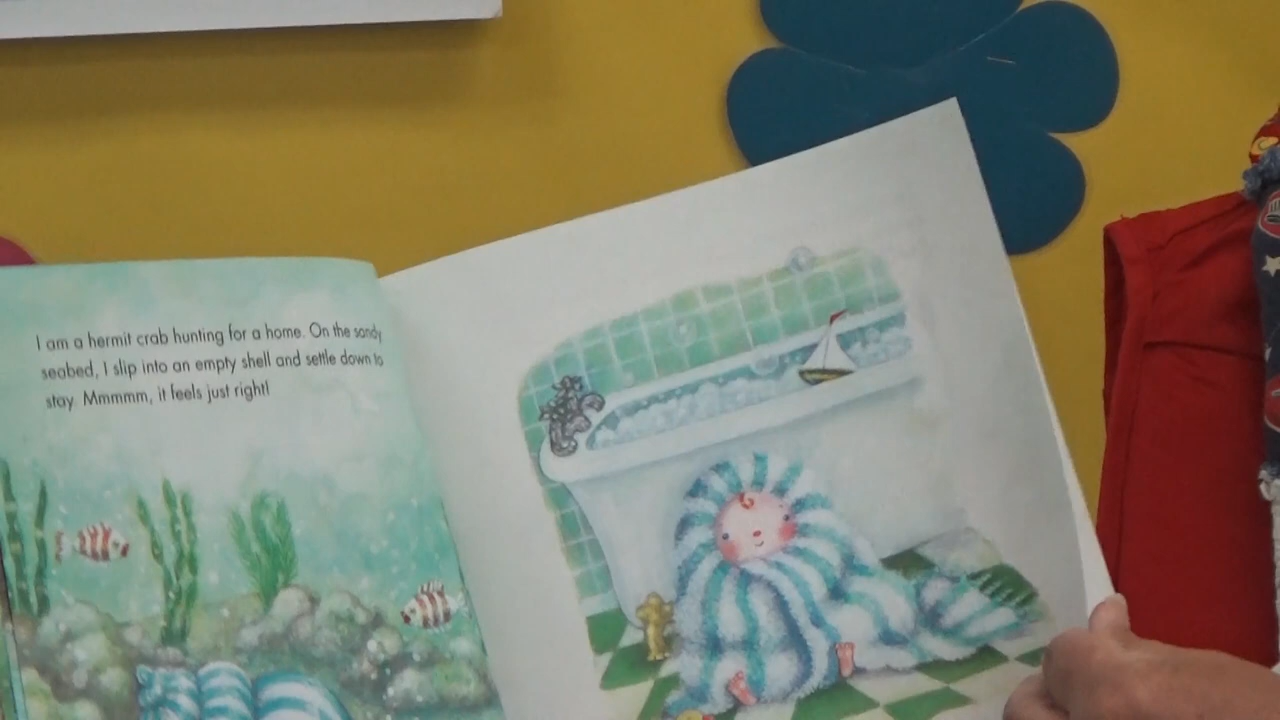 I am a hermit crab hunting for a home. On the sandy
seabed, I slip into an empty shell and settle down to
stay. Mmmmm, it feels just right!